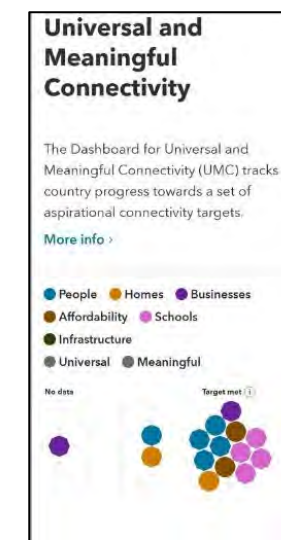 Universal and
Meaningful
Connectivity
The Dashboard for Universal and
Meaningful Connectivity (UMC) tracks
country progress towards a set of
aspirational connectivity targets.
More info ›
People Homes Businesses
Affordability Schools
Infrastructure
Universal Meaningful
No data Target met i